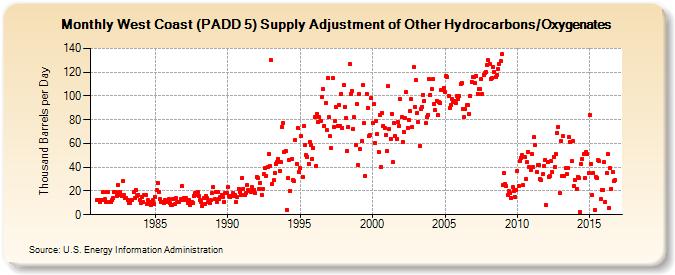 Monthly West Coast (PADD 5) Supply Adjustment of Other Hydrocarbons/Oxygenates
Thousand Barrels per Day
140
120
100
80
60
40
20
0
1985 1990 1995 2000 2005 2010 2015
Source: U.S. Energy Information Administration